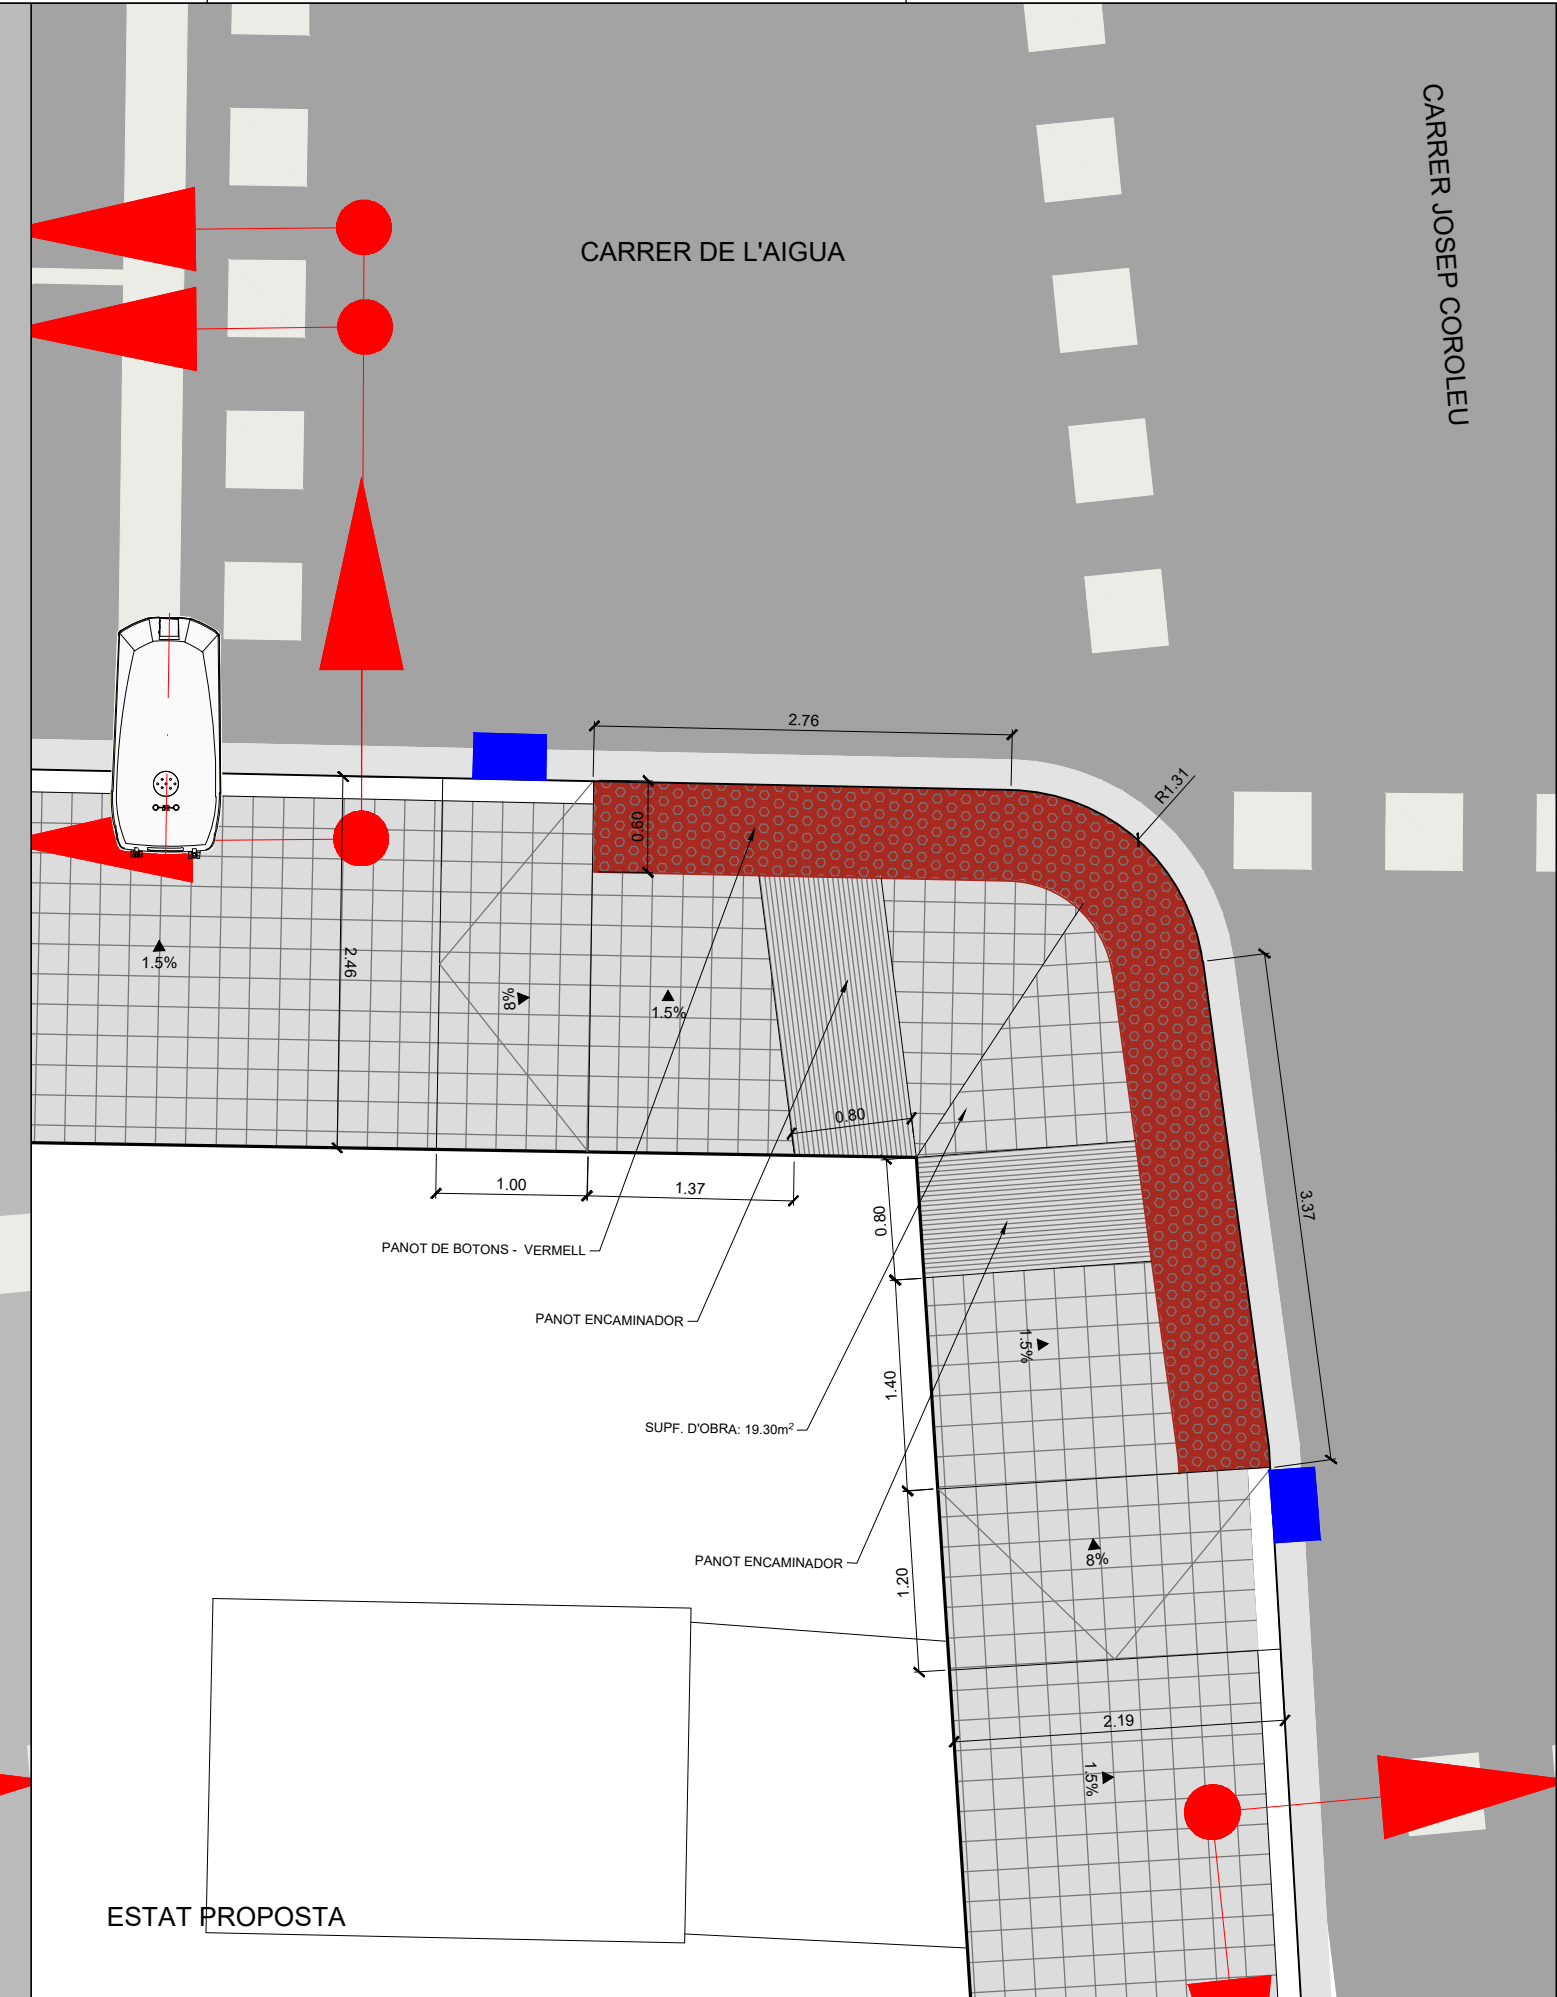 CARRER JOSEP COROLEU
CARRER DE L'AIGUA
2.76
R1.31
0.60
2.46
1.5%
8%
1.5%
0.80
3.37
1.00
1.37
0.80
PANOT DE BOTONS - VERMELL
PANOT ENCAMINADOR
1.5%
1.40
SUPF. D'OBRA: 19.30m²
PANOT ENCAMINADOR
8%
1.20
2.19
1.5%
ESTAT PROPOSTA